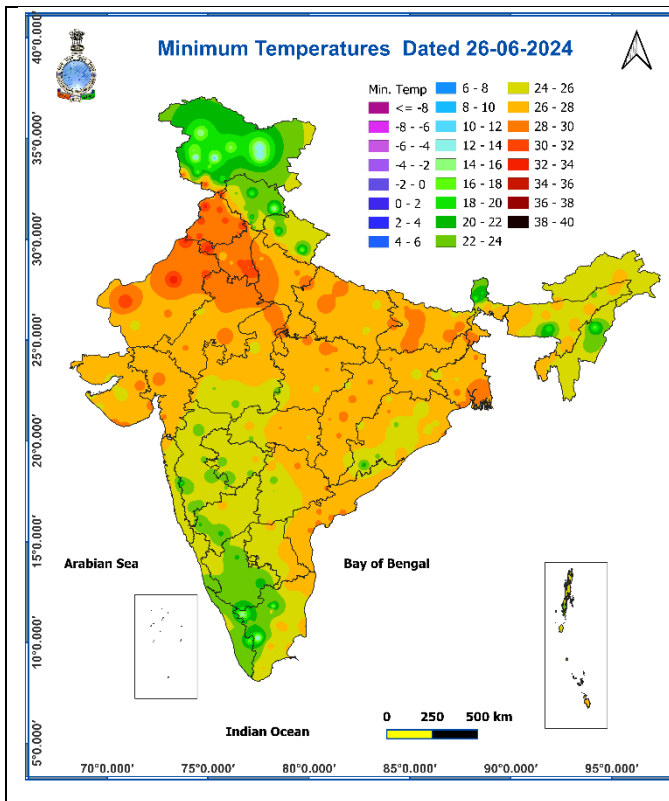 Minimum Temperatures Dated 26-06-2024
Min. Temp
<= -8
-8 - -6
-6 - -4
-4 - -2
-2 - 0
0 - 2
2 - 4
4 - 6
6 - 8
8 - 10
10 - 12
12 - 14
14 - 16
16 - 18
18 - 20
20 - 22
22 - 24
24 - 26
26 - 28
28 - 30
30 - 32
32 - 34
34 - 36
36 - 38
38 - 40
40°0.000'
35°0.000'
30°0.000'
25°0.000'
20°0.000'
15°0.000'
10°0.000'
5°0.000'
Arabian Sea
Bay of Bengal
Indian Ocean
0 250 500 km
70°0.000' 75°0.000' 80°0.000' 85°0.000' 90°0.000' 95°0.000'